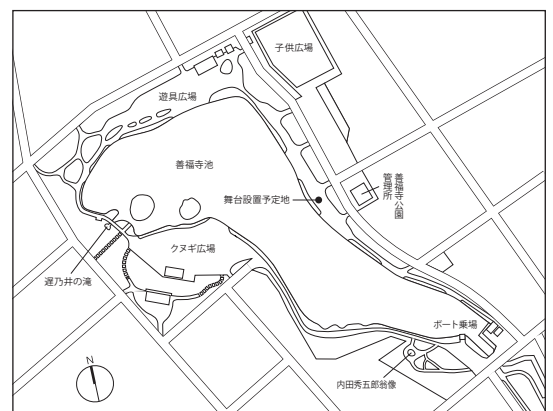 子供広場
遊具広場
善福寺池
舞台設置予定地
善福寺公園
管理所
クヌギ広場
遅乃井の滝
ボート乗場
内田秀五郎翁像
N